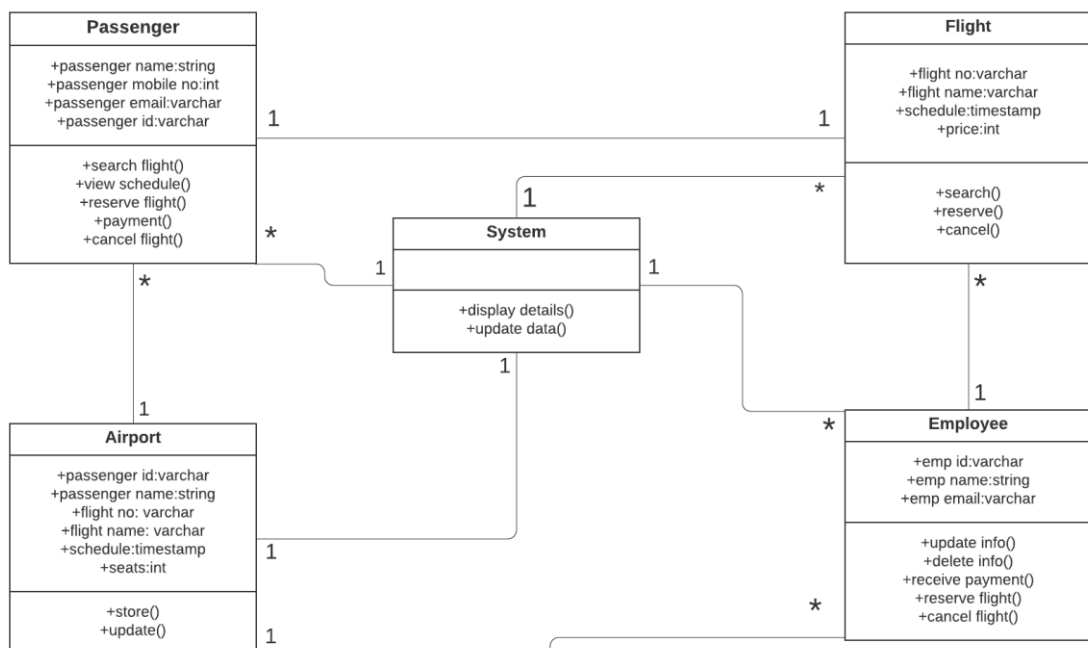 Passenger
+passenger name:string
+passenger mobile no:int
+passenger email:varchar
+passenger id:varchar
+search flight()
+view schedule()
+reserve flight()
+payment()
+cancel flight()
Flight
+flight no:varchar
+flight name:varchar
+schedule:timestamp
+price:int
+search()
+reserve()
+cancel()
1
1
1
*
System
+display details()
+update data()
*
1
1
*
1
1
*
*
1
1
Airport
+passenger id:varchar
+passenger name:string
+flight no: varchar
+flight name: varchar
+schedule:timestamp
+seats:int
+store()
+update()
Employee
+emp id:varchar
+emp name:string
+emp email:varchar
+update info()
+delete info()
+receive payment()
+reserve flight()
+cancel flight()
1
*